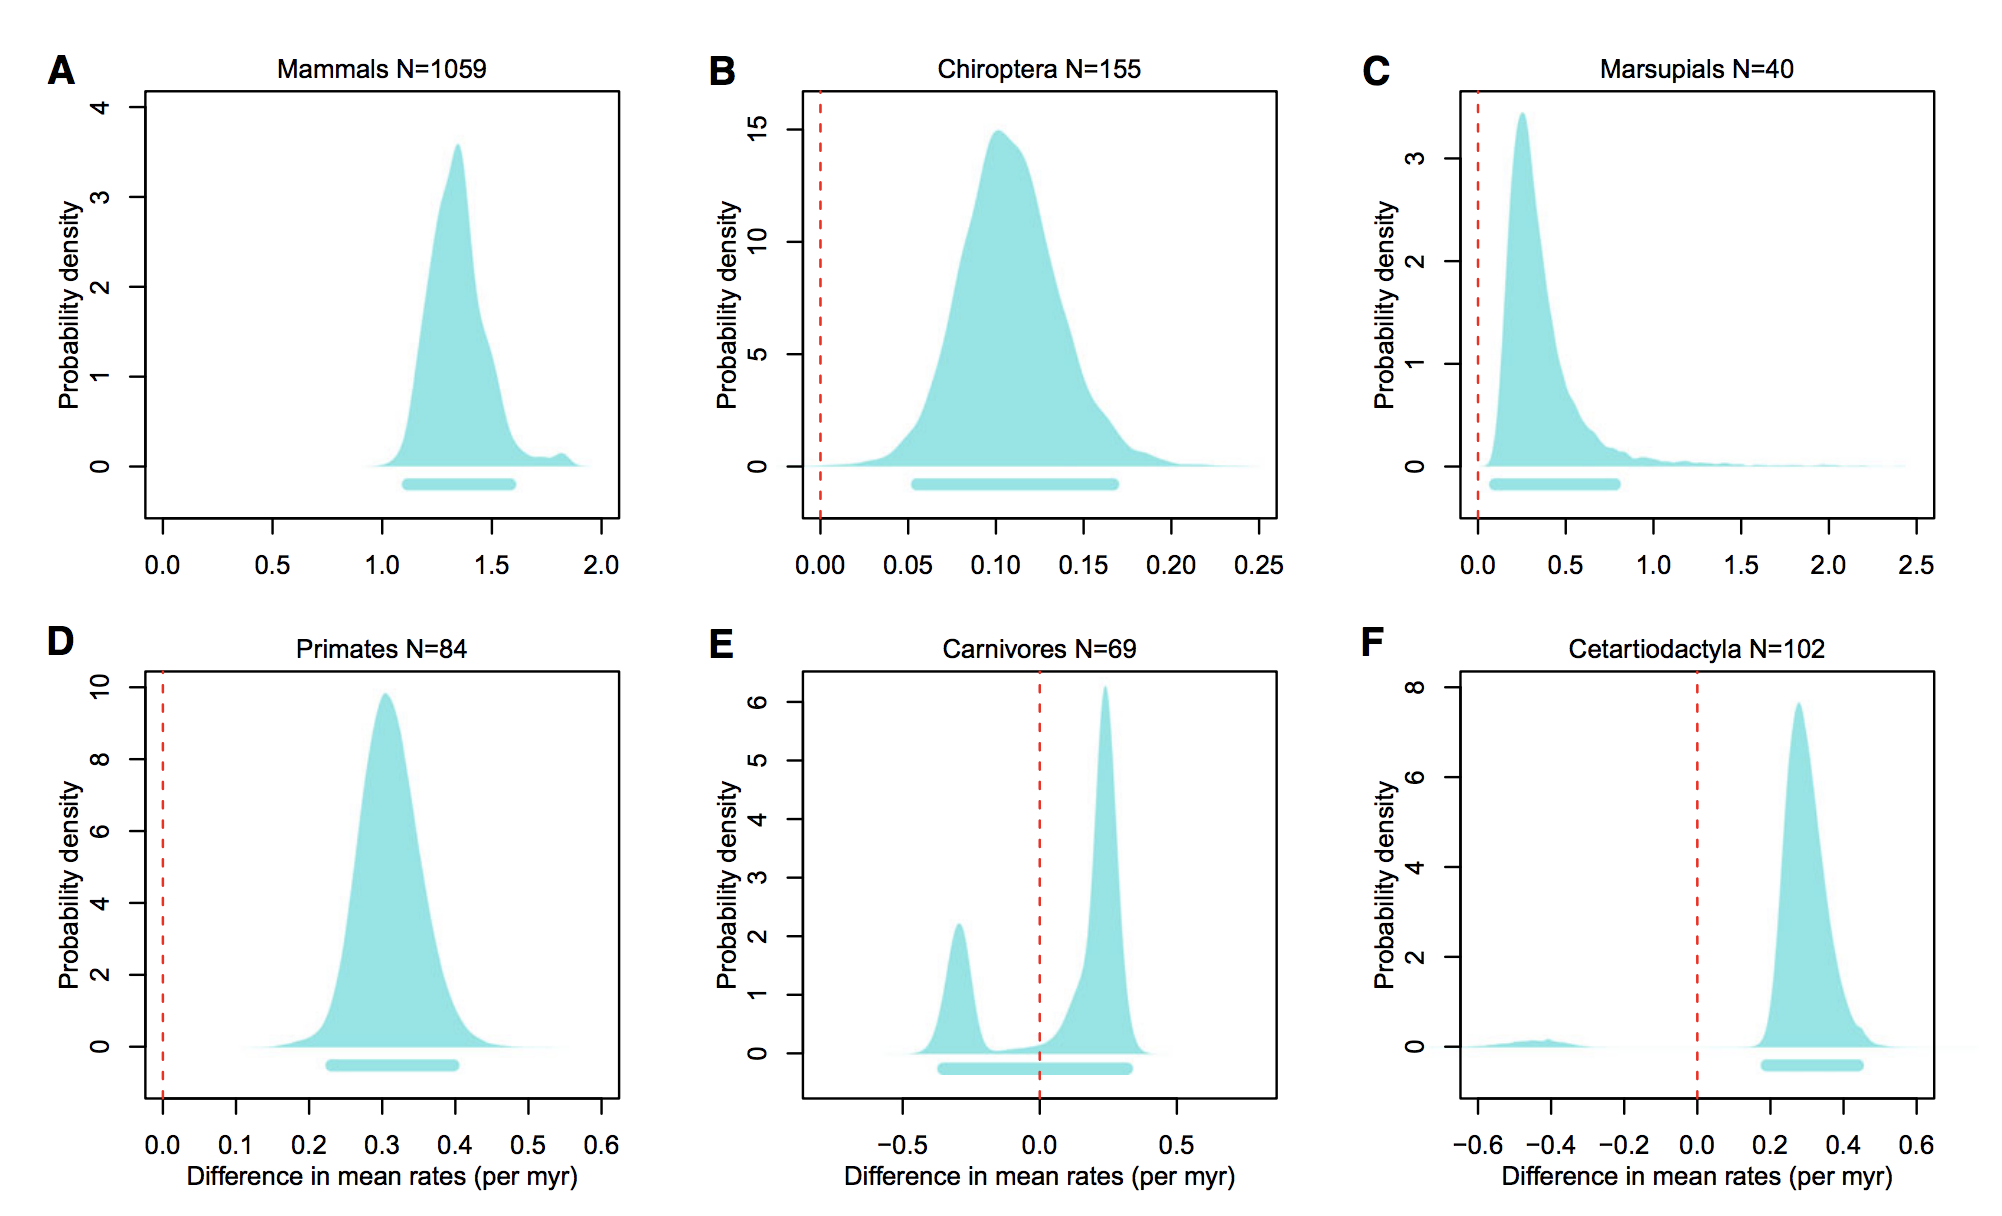 A
Mammals N=1059
Probability density
4
3
2
1
0
0.0 0.5 1.0 1.5 2.0
B
Chiroptera N=155
Probability density
15
10
5
0
0.00 0.05 0.10 0.15 0.20 0.25
C
Marsupials N=40
Probability density
3
2
1
0
0.0 0.5 1.0 1.5 2.0 2.5
D
Primates N=84
Probability density
10
8
6
4
2
0
0.0 0.1 0.2 0.3 0.4 0.5 0.6
Difference in mean rates (per myr)
E
Carnivores N=69
Probability density
6
5
4
3
2
1
0
−0.5 0.0 0.5
Difference in mean rates (per myr)
F
Cetartiodactyla N=102
Probability density
8
6
4
2
0
−0.6 −0.4 −0.2 0.0 0.2 0.4 0.6
Difference in mean rates (per myr)